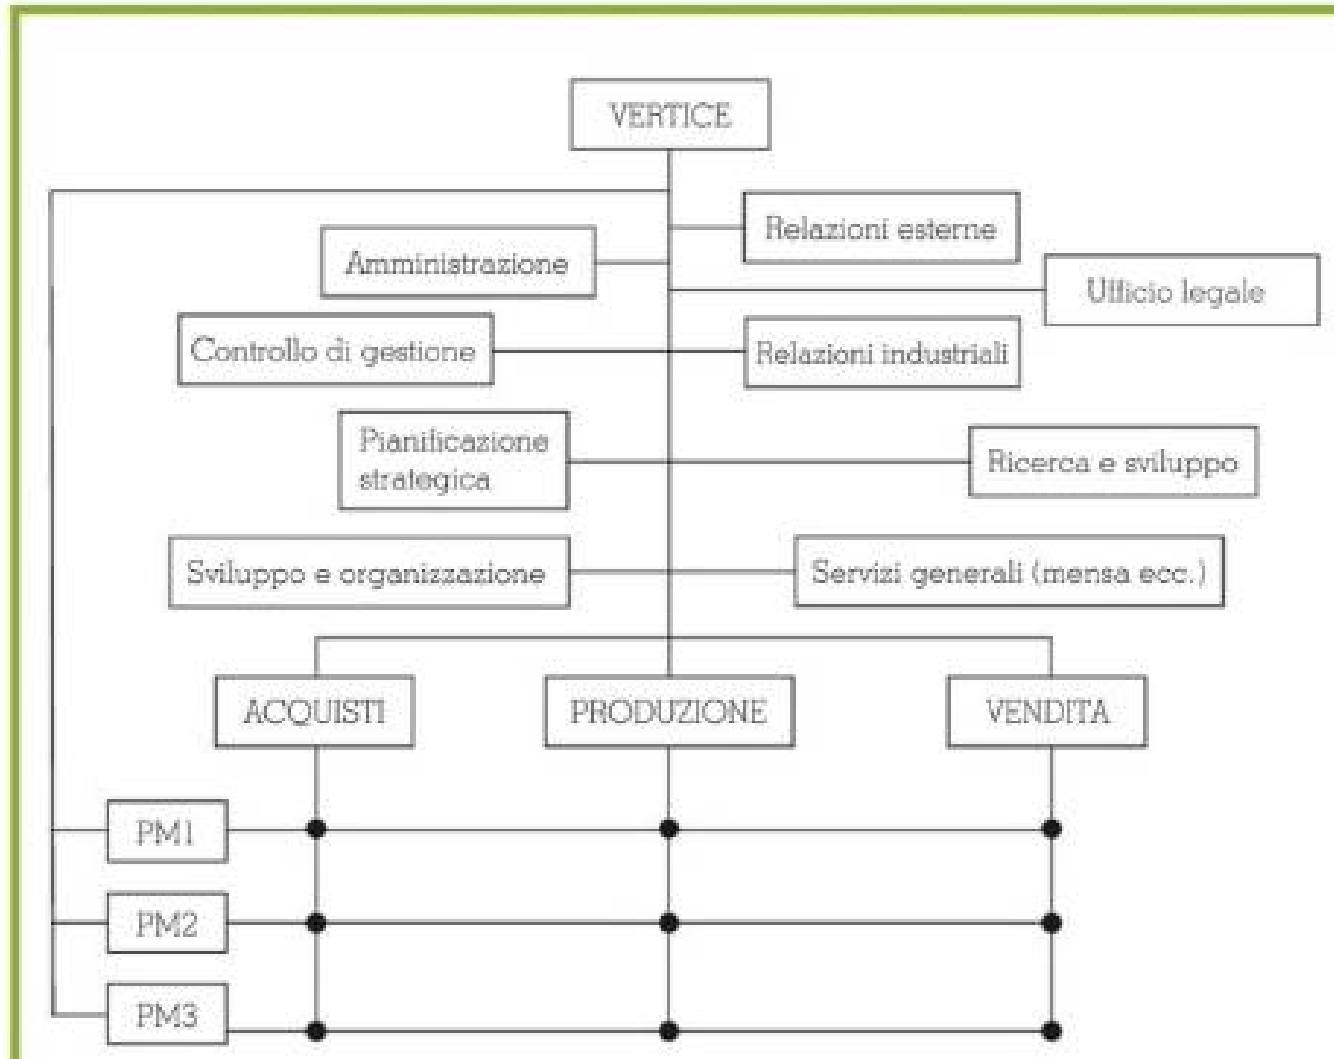 VERTICE
Relazioni esterne
Amministrazione
Ufficio legale
Controllo di gestione
Relazioni industriali
Pianificazione
strategica
Ricerca e sviluppo
Sviluppo e organizzazione
Servizi generali (mensa ecc.)
ACQUISTI
PRODUZIONE
VENDITA
PM1
PM2
PM3